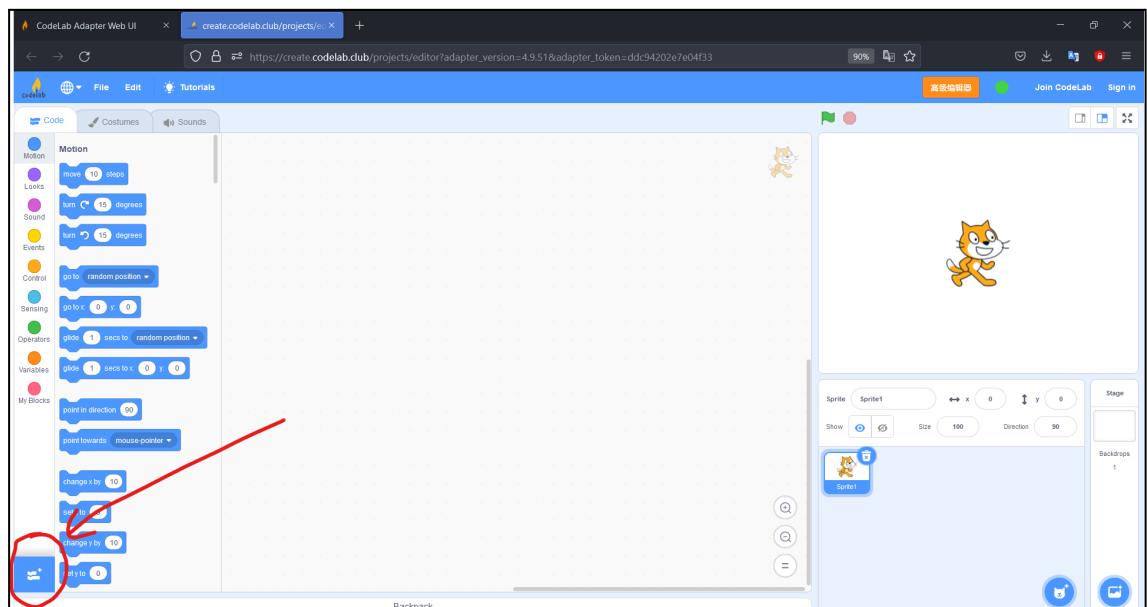 CodeLab Adapter Web UI
create.codelab.club/projects/ed
https://create.codelab.club/projects/editor?adapter_version=4.9.51&adapter_token=ddc94202e7e04f33
90%
codelab
File
Edit
Tutorials
高级编辑器
Join CodeLab
Sign in
Code
Costumes
Sounds
Motion
Looks
Sound
Events
Control
Sensing
Operators
Variables
My Blocks
Motion
move 10 steps
turn 15 degrees
turn 15 degrees
go to random position
go to x: 0 y: 0
glide 1 secs to random position
glide 1 secs to x: 0 y: 0
point in direction 90
point towards mouse-pointer
change x by 10
set x to
change y by 10
set y to 0
Backpack
Sprite Sprite1 x 0 y 0
Show Size 100 Direction 90
Sprite1
Stage
Backdrops
1